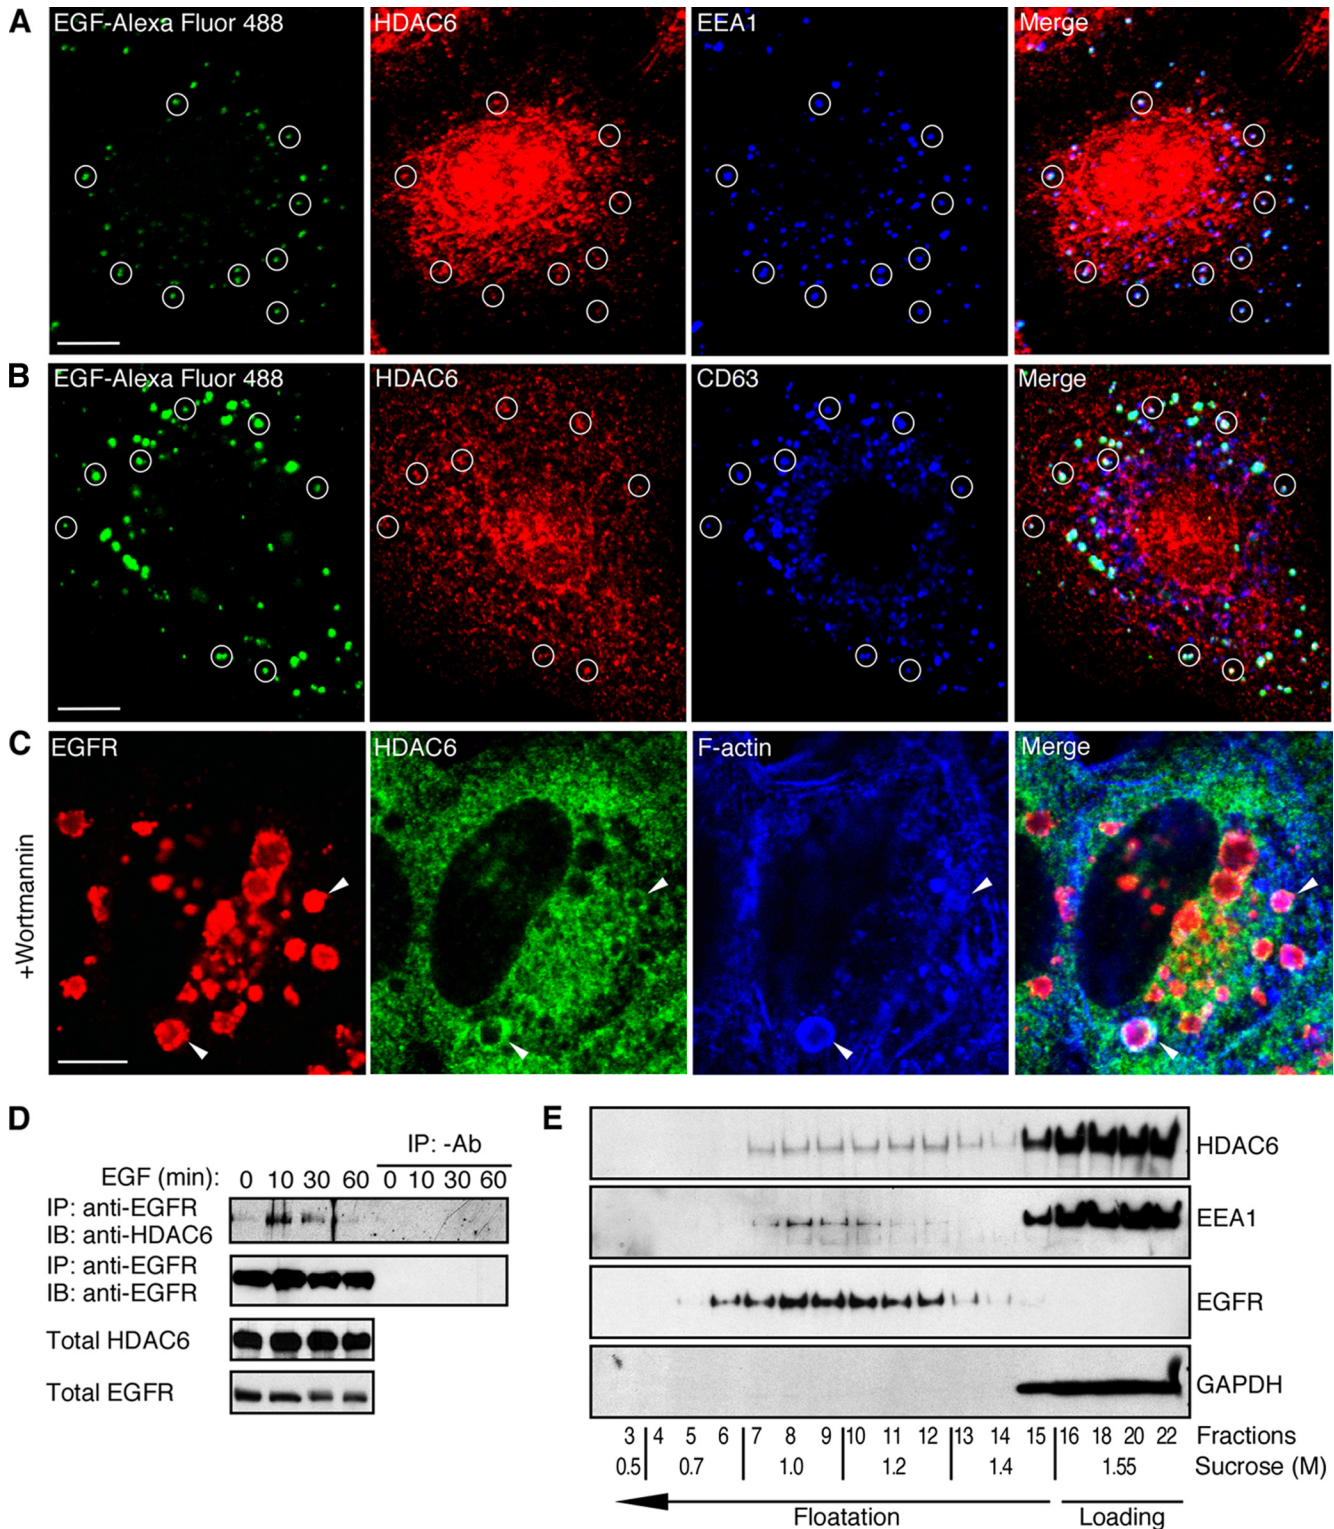 A
EGF-Alexa Fluor 488 HDAC6 EEA1 Merge
B
EGF-Alexa Fluor 488 HDAC6 CD63 Merge
C
EGFR HDAC6 F-actin Merge
+Wortmannin
D
IP: -Ab
EGF (min): 0 10 30 60 0 10 30 60
IP: anti-EGFR
IB: anti-HDAC6
IP: anti-EGFR
IB: anti-EGFR
Total HDAC6
Total EGFR
E
HDAC6
EEA1
EGFR
GAPDH
3 4 5 6 7 8 9 10 11 12 13 14 15 16 18 20 22 Fractions
0.5 0.7 1.0 1.2 1.4 1.55 Sucrose (M)
Floatation Loading